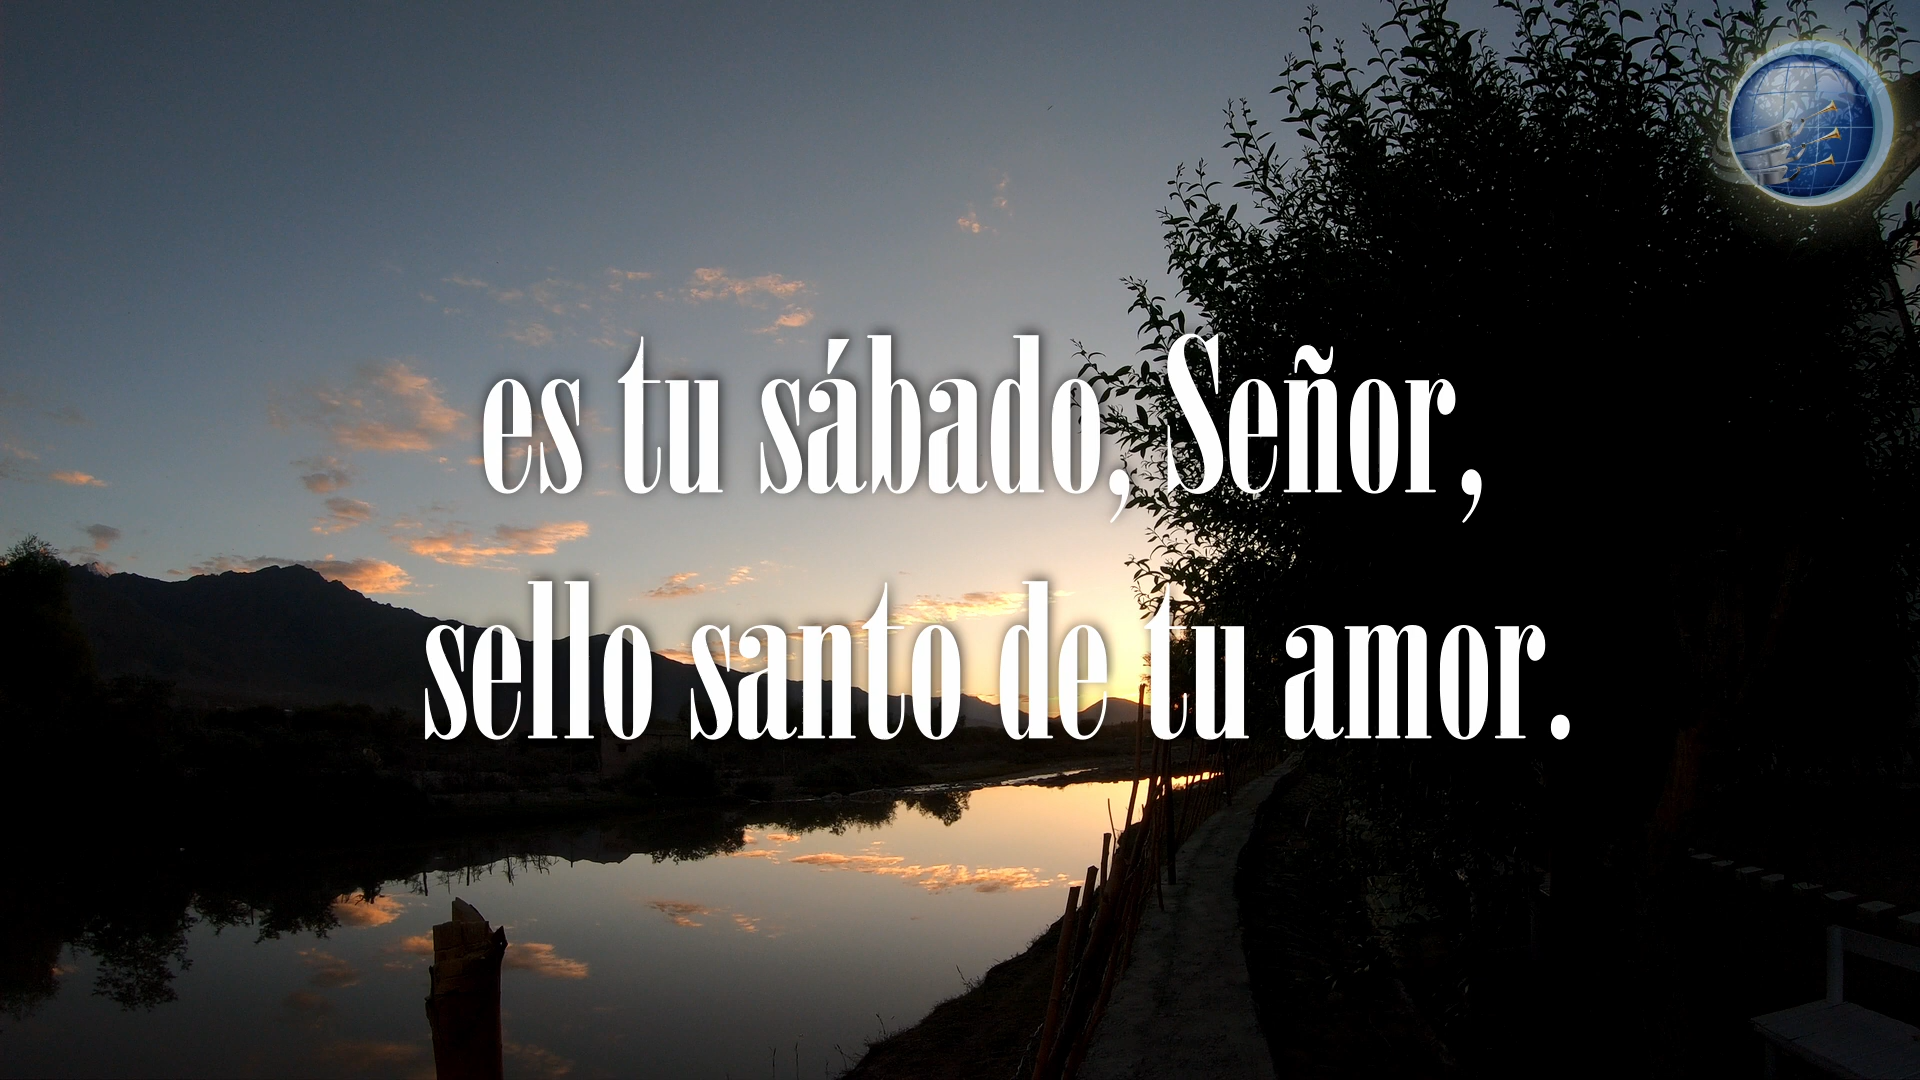 es tu sábado, Señor,
sello santo de tu amor.